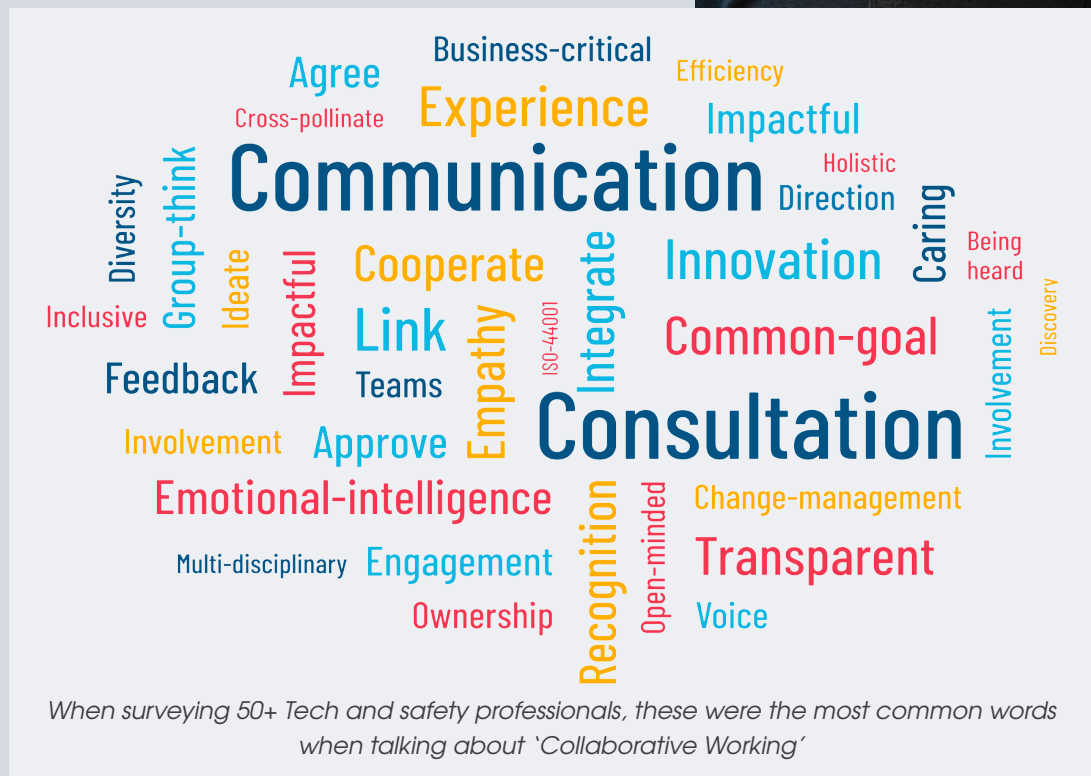 Business-critical
Agree
Efficiency
Experience
Cross-pollinate
Impactful
Communication
Holistic
Direction
Diversity
Group-think
Caring
Being
heard
Ideate
Impactful
Cooperate
Integrate
Innovation
Discovery
Inclusive
Link
Empathy
ISO-44001
Common-goal
Involvement
Feedback
Teams
Consultation
Involvement
Approve
Emotional-intelligence
Recognition
Open-minded
Change-management
Multi-disciplinary
Engagement
Transparent
Ownership
Voice
When surveying 50+ Tech and safety professionals, these were the most common words
when talking about ‘Collaborative Working’